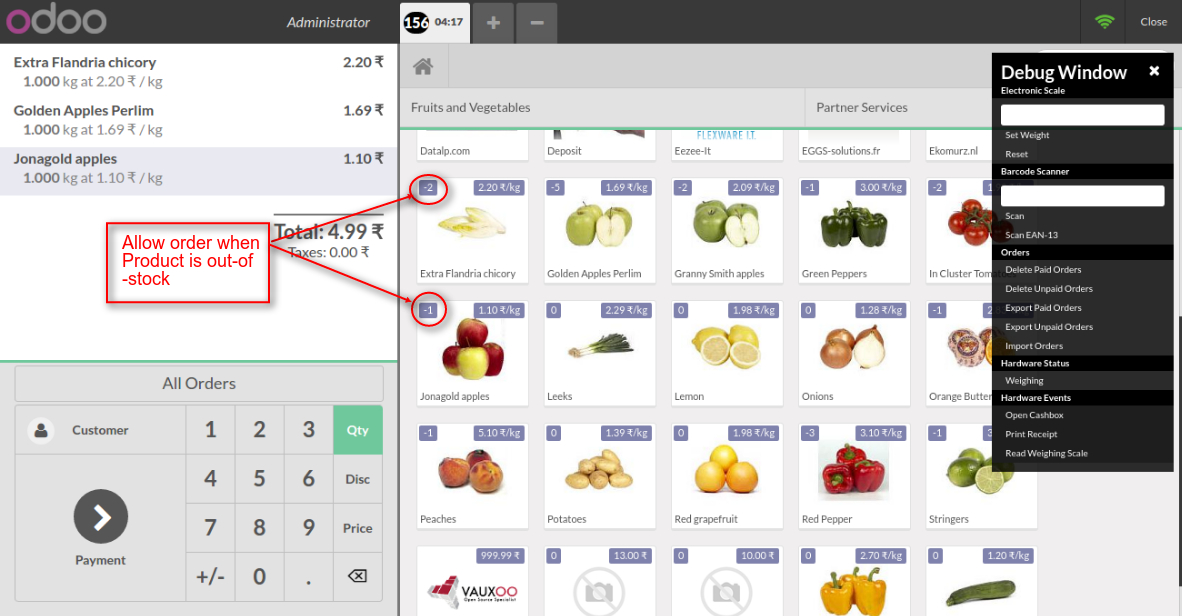 odoo
Administrator
156 04:17
+
−
Close
Extra Flandria chicory 2.20 ₹
1.000 kg at 2.20 ₹ / kg
Golden Apples Perlim 1.69 ₹
1.000 kg at 1.69 ₹ / kg
Jonagold apples 1.10 ₹
1.000 kg at 1.10 ₹ / kg
Total: 4.99 ₹
Taxes: 0.00 ₹
Allow order when
Product is out-of
-stock
All Orders
Customer
Payment
1 2 3 Qty
4 5 6 Disc
7 8 9 Price
+/- 0 .
Fruits and Vegetables
Partner Services
FLEXWARE I.T.
Datalp.com
Deposit
Eezee-It
EGGS-solutions.fr
Ekomurz.nl
-2 2.20 ₹/kg
Extra Flandria chicory
-5 1.69 ₹/kg
Golden Apples Perlim
-2 2.09 ₹/kg
Granny Smith apples
-1 3.00 ₹/kg
Green Peppers
-2
In Cluster
-1 1.10 ₹/kg
Jonagold apples
0 2.29 ₹/kg
Leeks
0 1.98 ₹/kg
Lemon
0 1.28 ₹/kg
Onions
-1
Orange
-1 5.10 ₹/kg
Peaches
0 1.39 ₹/kg
Potatoes
0 1.98 ₹/kg
Red grapefruit
-3 3.10 ₹/kg
Red Pepper
-1
Stringers
999.99 ₹
VAUXOO
Open Source Specialist
0 13.00 ₹
0 10.00 ₹
0 2.70 ₹/kg
0 1.20 ₹/kg
Debug Window
Electronic Scale
Set Weight
Reset
Barcode Scanner
Scan
Scan EAN-13
Orders
Delete Paid Orders
Delete Unpaid Orders
Export Paid Orders
Export Unpaid Orders
Import Orders
Hardware Status
Weighing
Hardware Events
Open Cashbox
Print Receipt
Read Weighing Scale